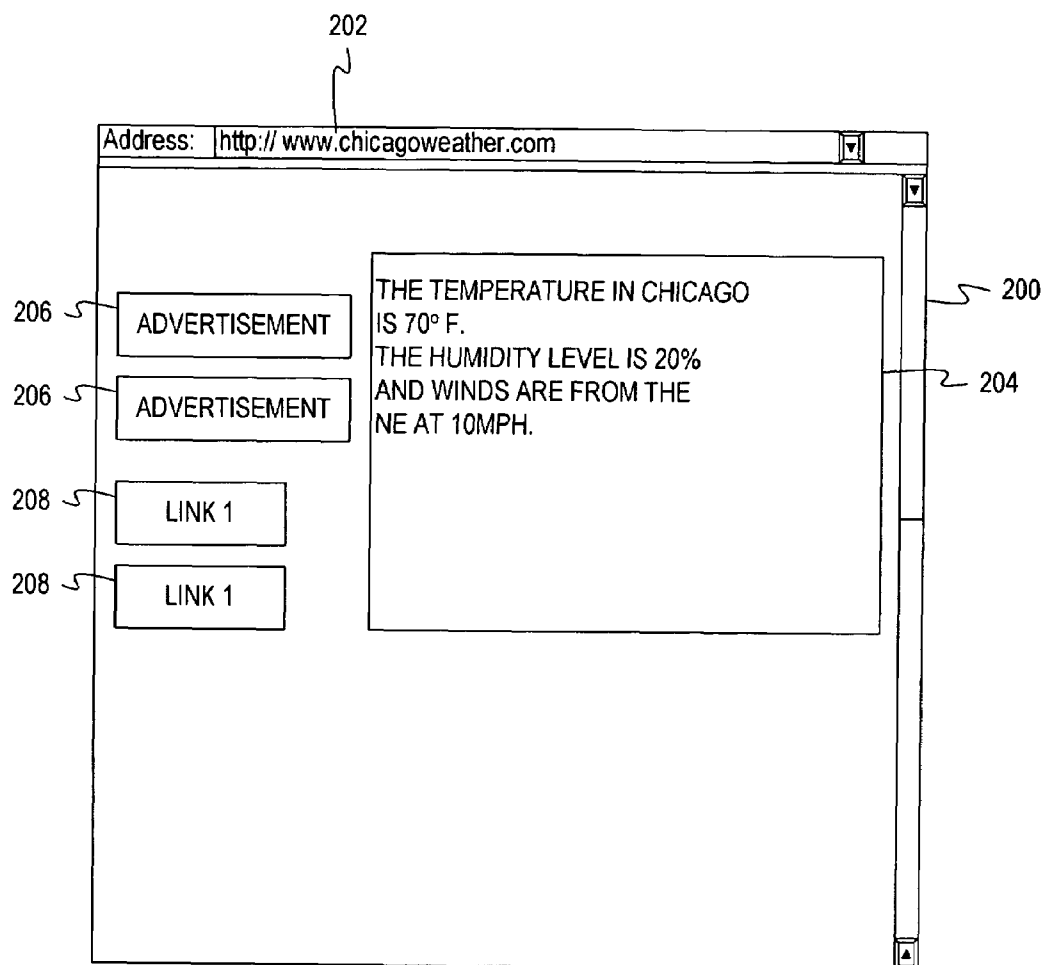 202
Address: http:// www.chicagoweather.com
THE TEMPERATURE IN CHICAGO
IS 70º F.
THE HUMIDITY LEVEL IS 20%
AND WINDS ARE FROM THE
NE AT 10MPH.
200
204
206 ADVERTISEMENT
206 ADVERTISEMENT
208 LINK 1
208 LINK 1